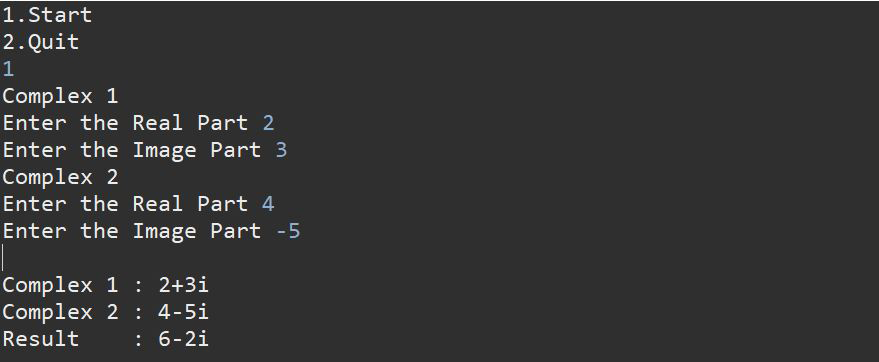 1.Start
2.Quit
1
Complex 1
Enter the Real Part 2
Enter the Image Part 3
Complex 2
Enter the Real Part 4
Enter the Image Part -5
Complex 1 : 2+3i
Complex 2 : 4-5i
Result    : 6-2i